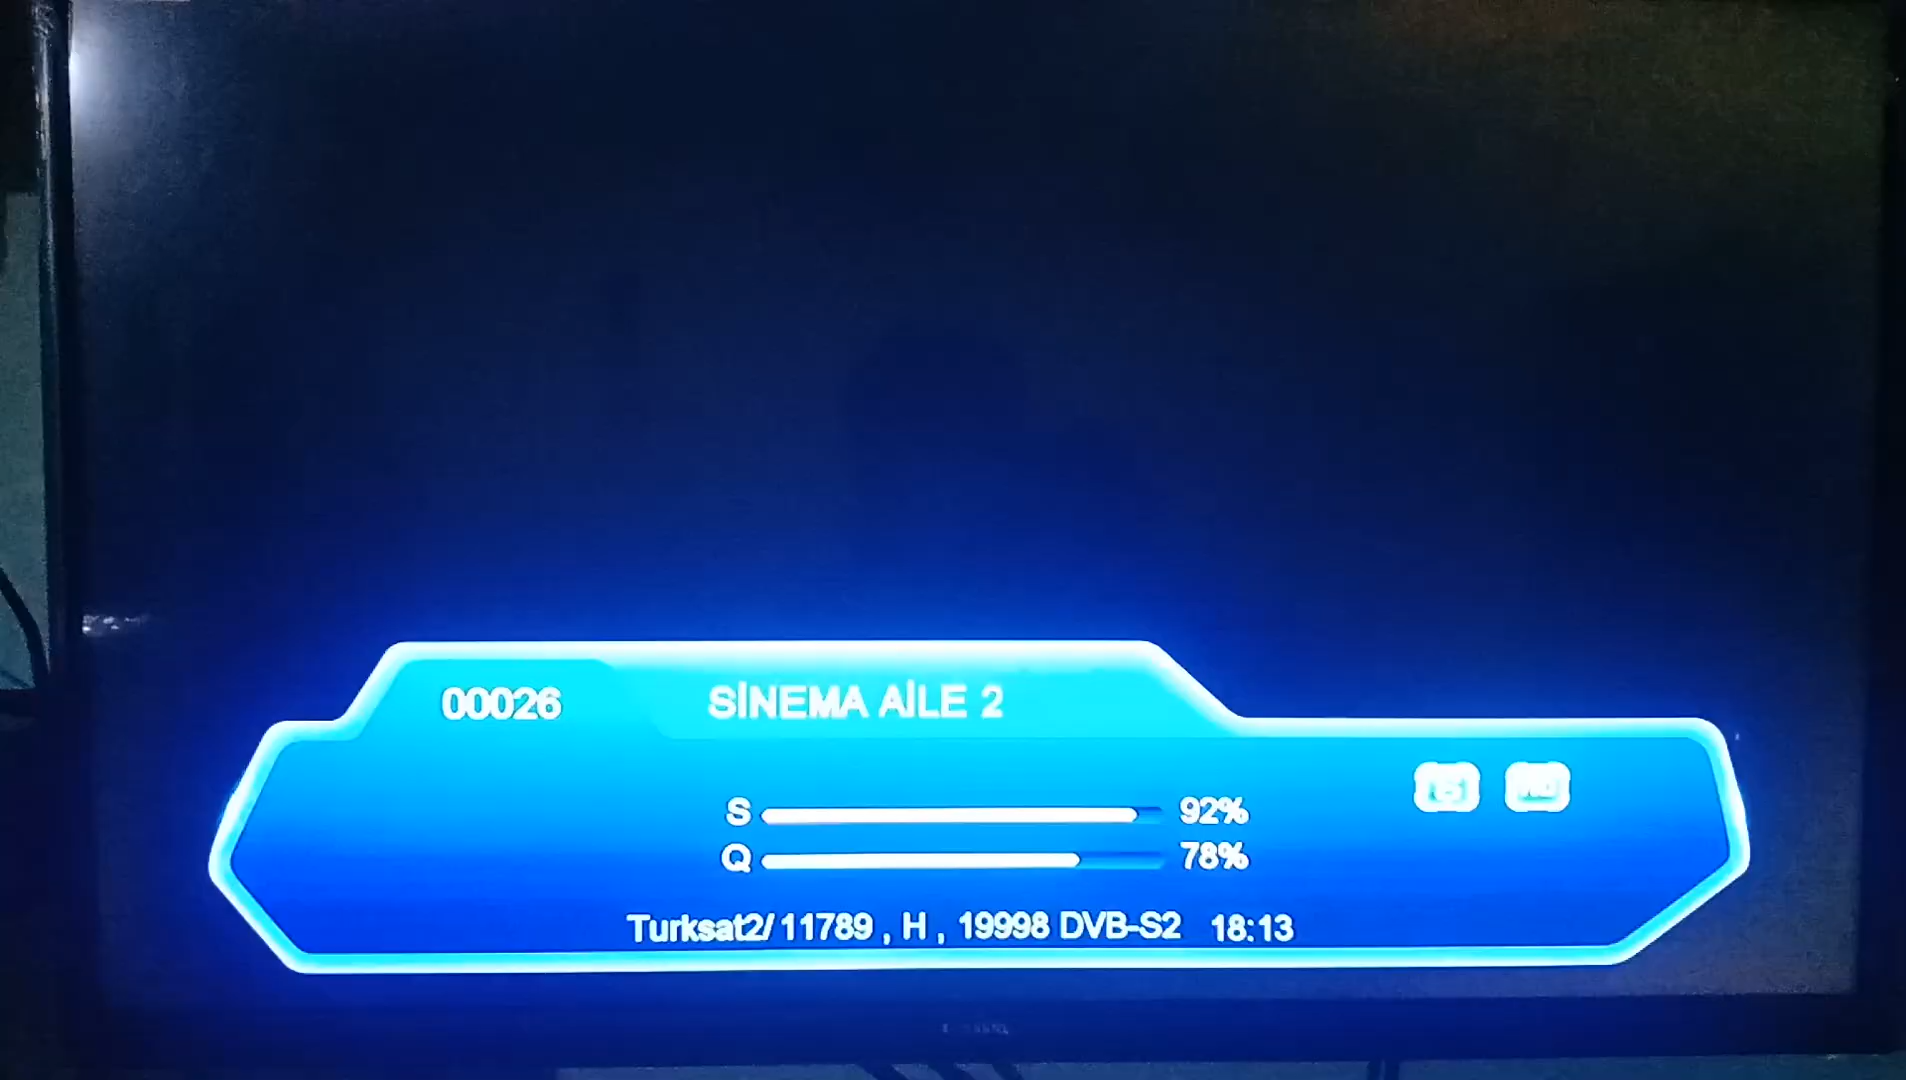 00026 SİNEMA AİLE 2
S 92%
Q 78%
Turksat2/ 11789 , H , 19998 DVB-S2 18:13